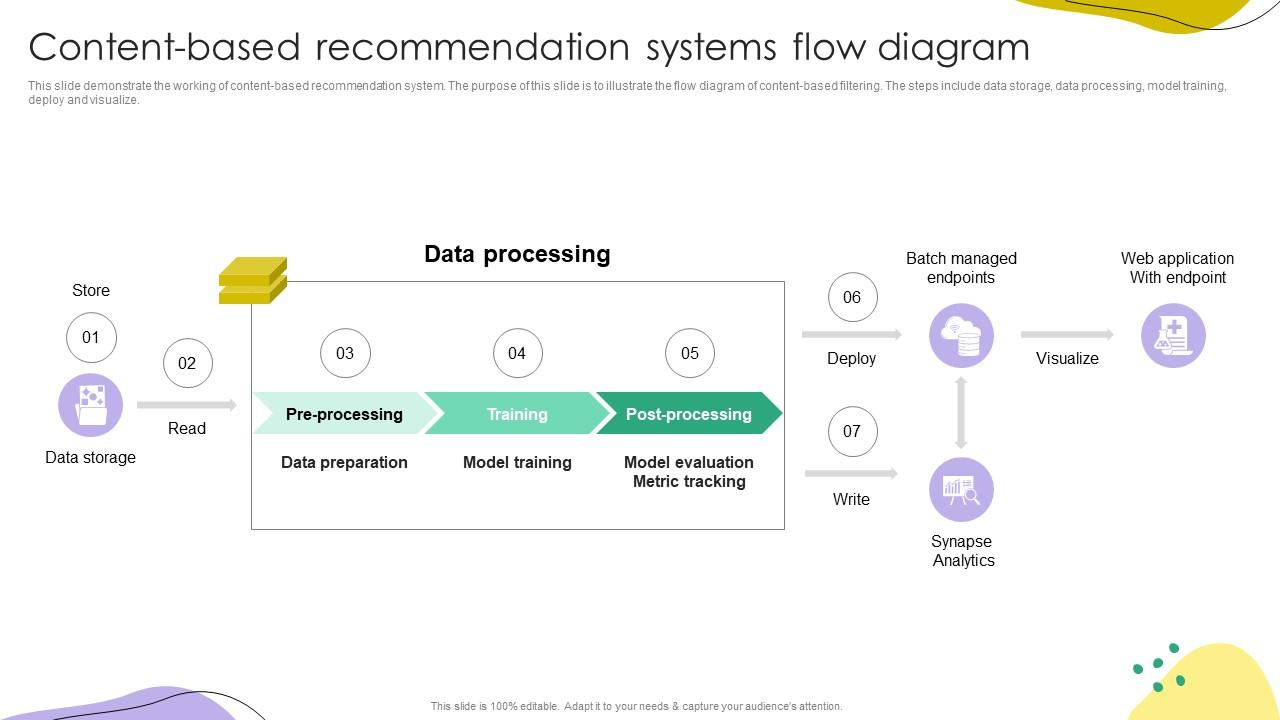 Content-based recommendation systems flow diagram
This slide demonstrate the working of content-based recommendation system. The purpose of this slide is to illustrate the flow diagram of content-based filtering. The steps include data storage, data processing, model training,
deploy and visualize.
Store
01
Data storage
02
Read
Data processing
03
04
05
Pre-processing
Training
Post-processing
Data preparation
Model training
Model evaluation
Metric tracking
06
Deploy
07
Write
Batch managed
endpoints
Synapse
Analytics
Visualize
Web application
With endpoint
This slide is 100% editable. Adapt it to your needs & capture your audience's attention.